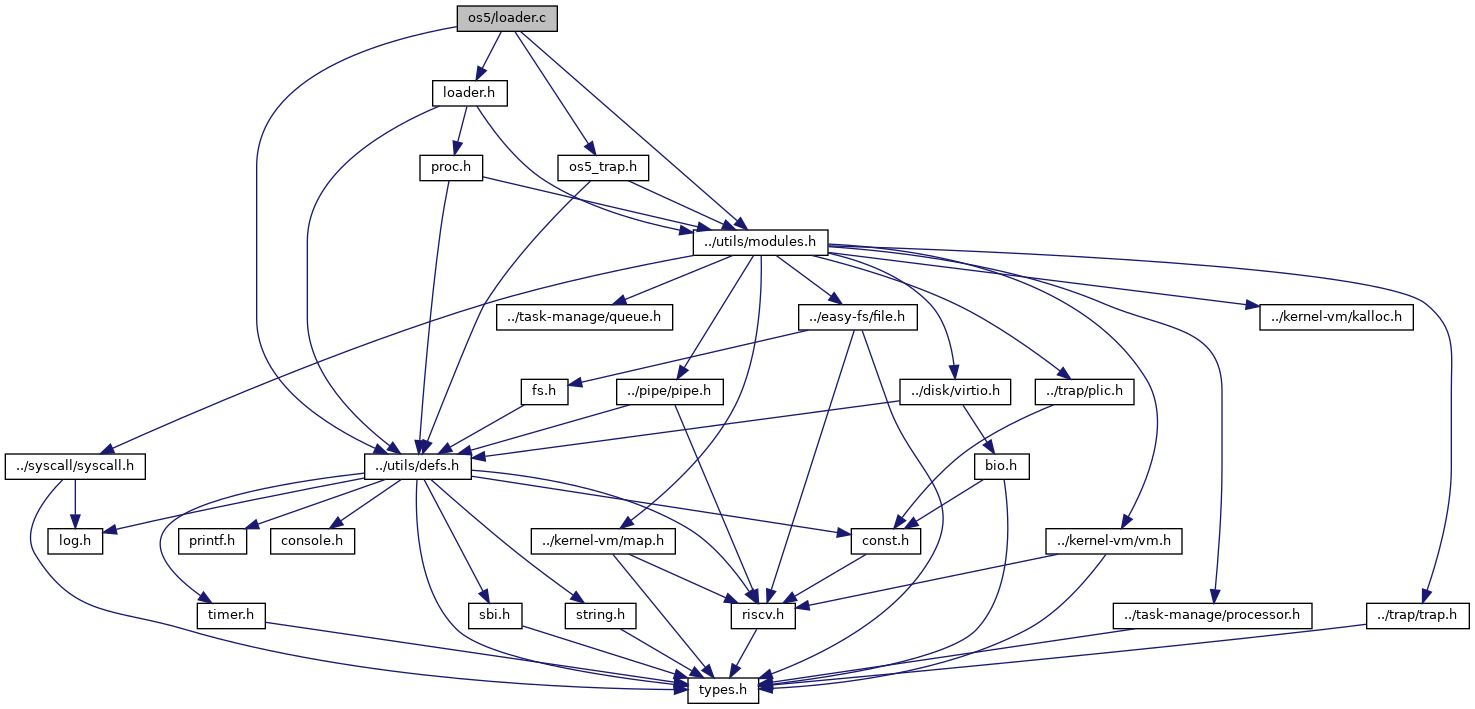 os5/loader.c
loader.h
proc.h
os5_trap.h
../utils/modules.h
../task-manage/queue.h
../easy-fs/file.h
../kernel-vm/kalloc.h
fs.h
../pipe/pipe.h
../disk/virtio.h
../trap/plic.h
../syscall/syscall.h
../utils/defs.h
bio.h
log.h
printf.h
console.h
../kernel-vm/map.h
const.h
../kernel-vm/vm.h
timer.h
sbi.h
string.h
riscv.h
../task-manage/processor.h
../trap/trap.h
types.h